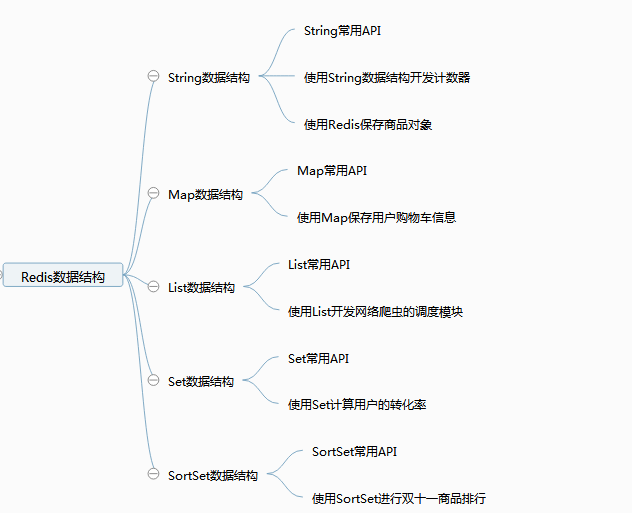 Redis数据结构
String数据结构
String常用API
使用String数据结构开发计数器
使用Redis保存商品对象
Map数据结构
Map常用API
使用Map保存用户购物车信息
List数据结构
List常用API
使用List开发网络爬虫的调度模块
Set数据结构
Set常用API
使用Set计算用户的转化率
SortSet数据结构
SortSet常用API
使用SortSet进行双十一商品排行